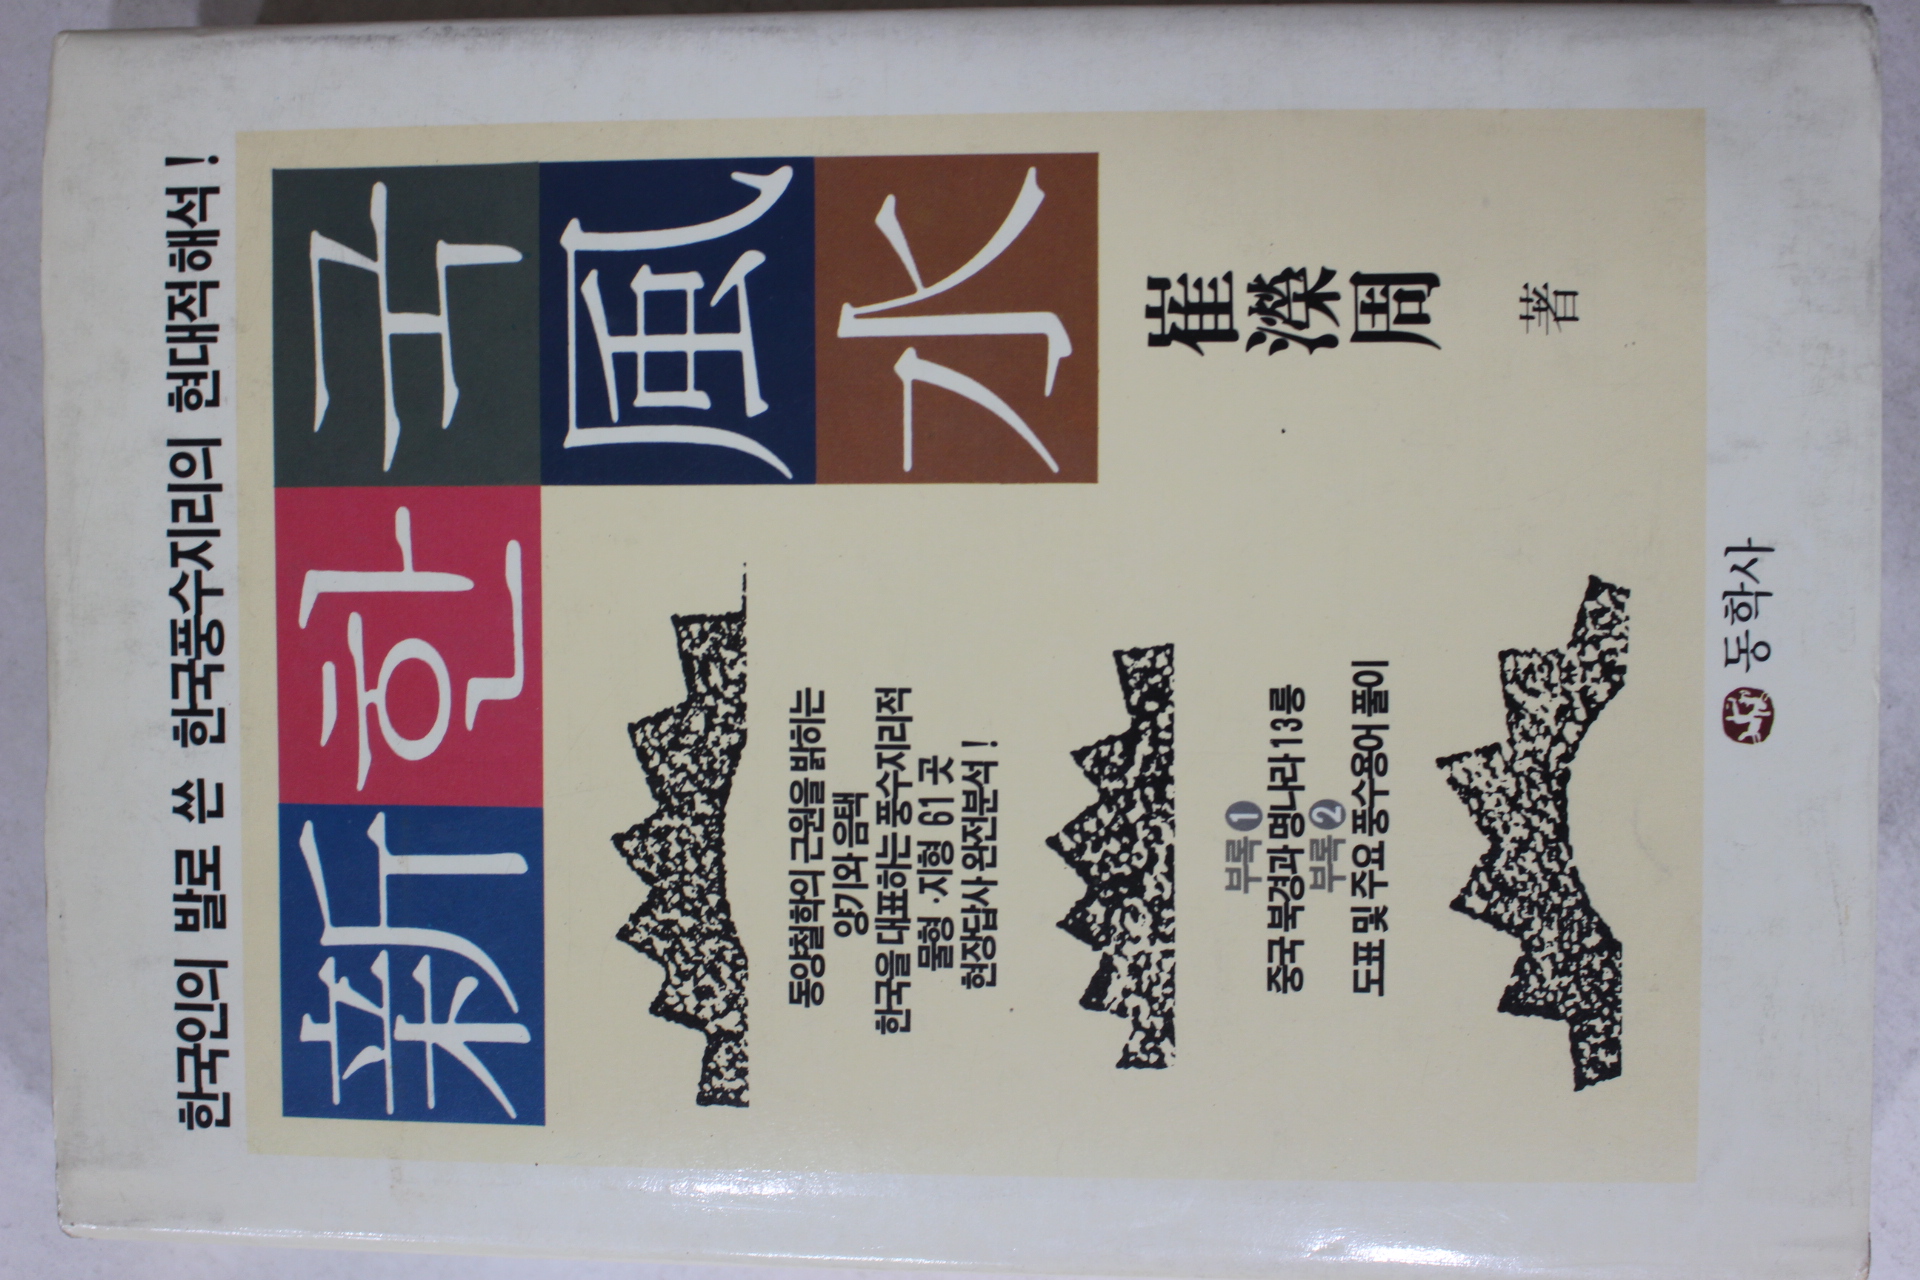 한국인의 발로 쓴 한국풍수지리의 현대적해석!
新한국
風
水
동양철학의 근원을 밝히는
양기와 음택
한국을 대표하는 풍수지리적
물형·지형 61곳
현장답사 완전분석!
부록❶
중국 북경과 명나라 13릉
부록❷
도표 및 주요 풍수용어 풀이
崔濚周
著
동학사